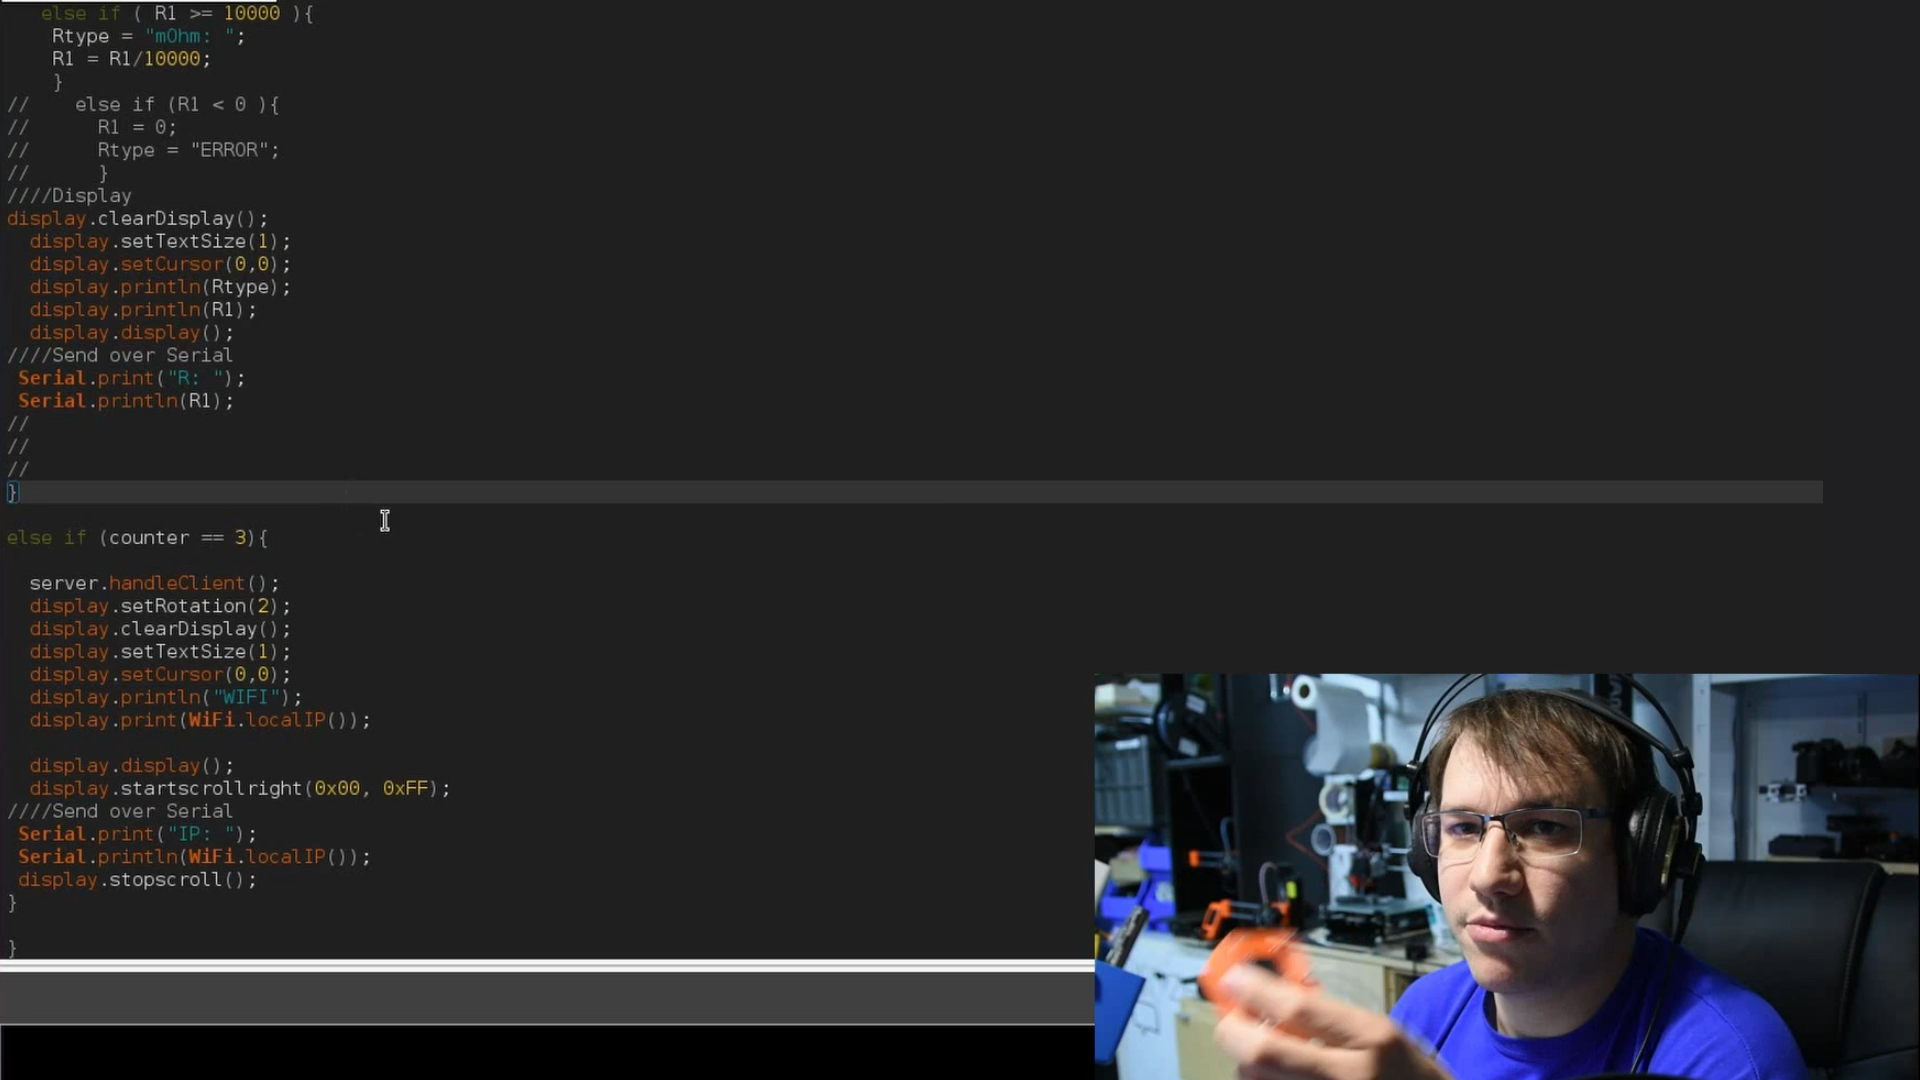 else if ( R1 >= 10000 ){
Rtype = "mOhm: ";
R1 = R1/10000;
}
// else if (R1 < 0 ){
// R1 = 0;
// Rtype = "ERROR";
// }
////Display
display.clearDisplay();
display.setTextSize(1);
display.setCursor(0,0);
display.println(Rtype);
display.println(R1);
display.display();
////Send over Serial
Serial.print("R: ");
Serial.println(R1);
//
//
//
}
else if (counter == 3){
server.handleClient();
display.setRotation(2);
display.clearDisplay();
display.setTextSize(1);
display.setCursor(0,0);
display.println("WIFI");
display.print(WiFi.localIP());
display.display();
display.startscrollright(0x00, 0xFF);
////Send over Serial
Serial.print("IP: ");
Serial.println(WiFi.localIP());
display.stopscroll();
}
}